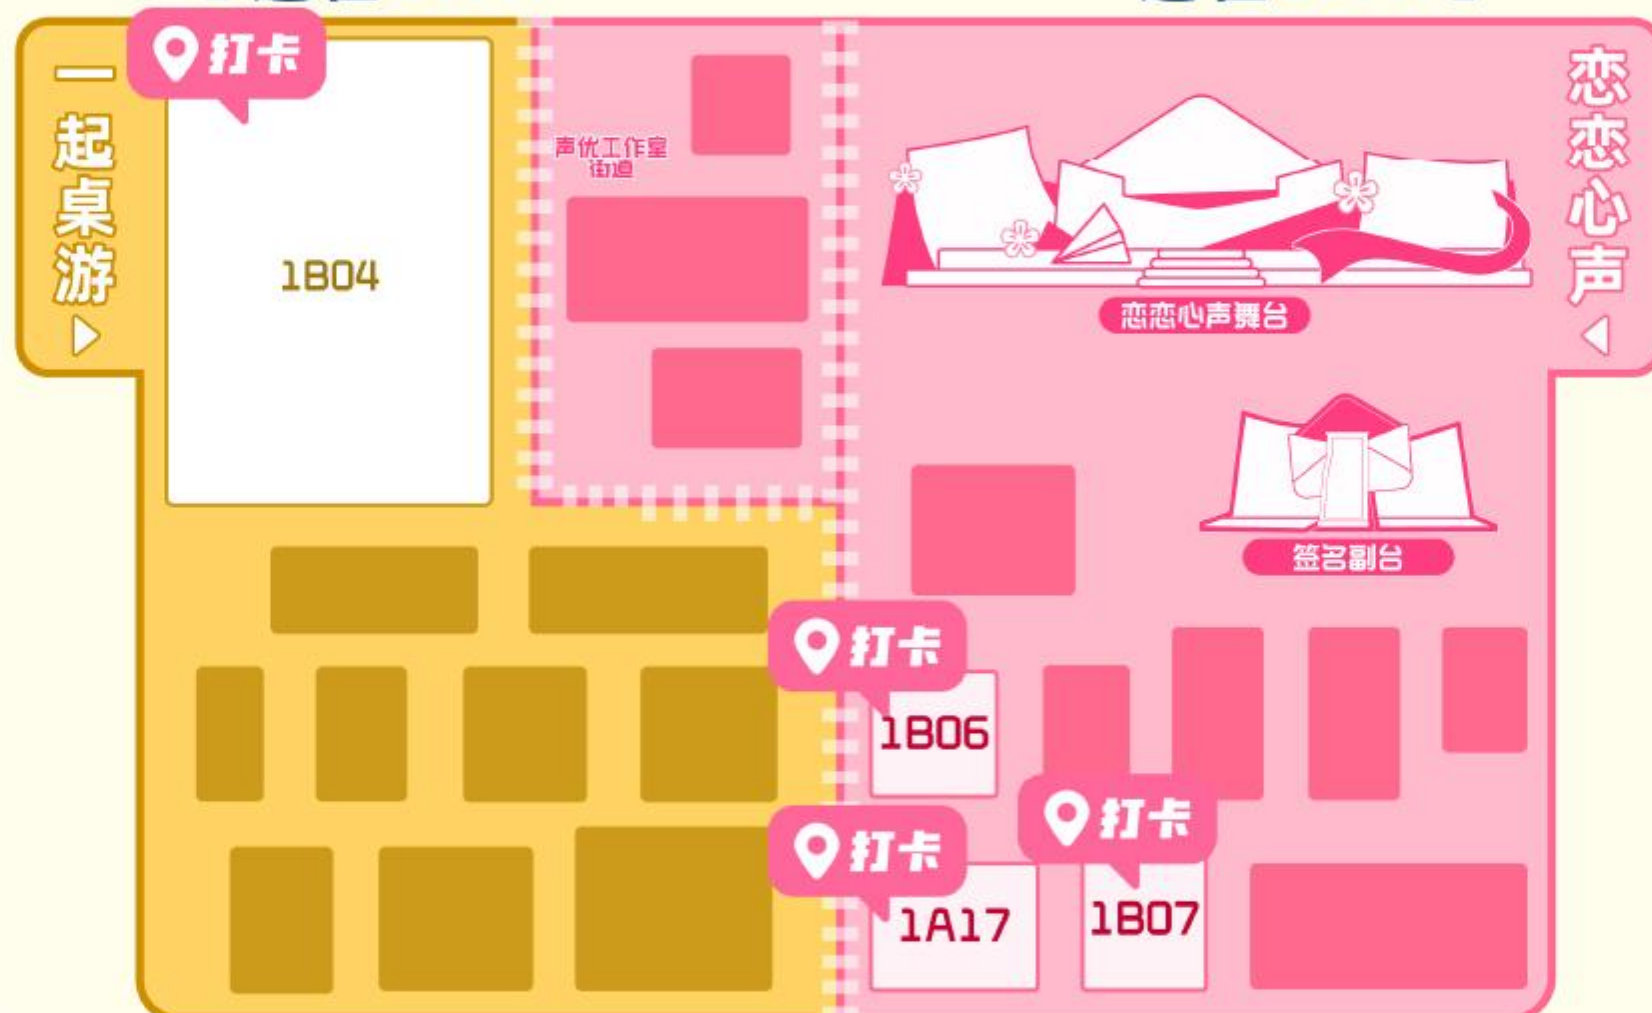 一起桌游
打卡
1B04
声优工作室
街道
恋恋心声舞台
恋恋心声
签名副台
打卡
1B06
打卡
1A17
打卡
1B07